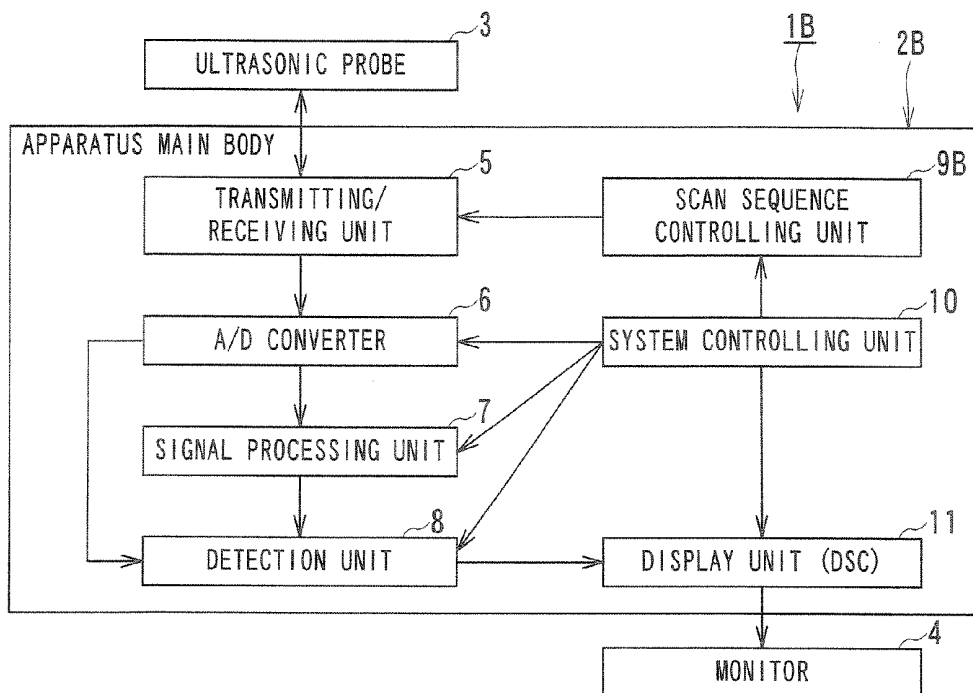 3
ULTRASONIC PROBE
1B
2B
APPARATUS MAIN BODY
5
TRANSMITTING/
RECEIVING UNIT
9B
SCAN SEQUENCE
CONTROLLING UNIT
6
A/D CONVERTER
10
SYSTEM CONTROLLING UNIT
7
SIGNAL PROCESSING UNIT
8
DETECTION UNIT
11
DISPLAY UNIT (DSC)
4
MONITOR